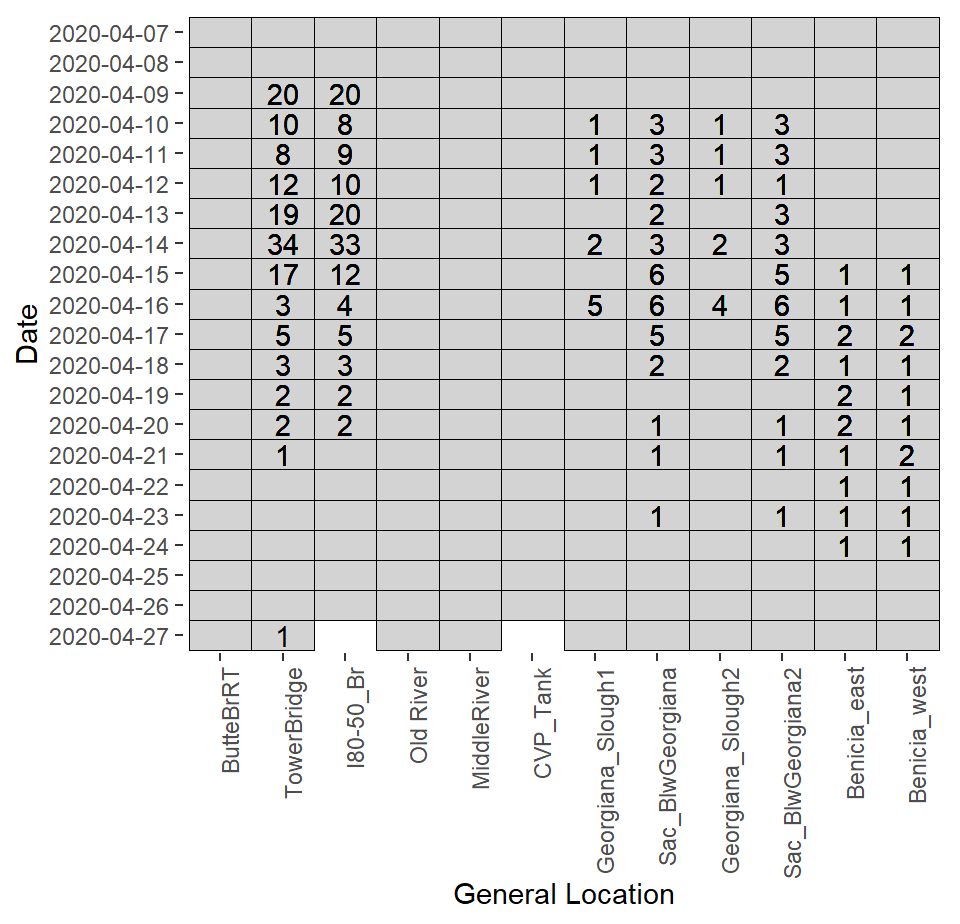 2020-04-07
2020-04-08
2020-04-09 20 20
2020-04-10 10 8 1 3 1 3
2020-04-11 8 9 1 3 1 3
2020-04-12 12 10 1 2 1 1
2020-04-13 19 20 2 3
2020-04-14 34 33 2 3 2 3
2020-04-15 17 12 6 5 1 1
2020-04-16 3 4 5 6 4 6 1 1
2020-04-17 5 5 5 5 2 2
2020-04-18 3 3 2 2 1 1
2020-04-19 2 2 2 1
2020-04-20 2 2 1 1 2 1
2020-04-21 1 1 1 1 2
2020-04-22 1 1
2020-04-23 1 1 1 1
2020-04-24 1 1
2020-04-25
2020-04-26
2020-04-27 1
Date
ButteBrRT
TowerBridge
I80-50_Br
Old River
MiddleRiver
CVP_Tank
Georgiana_Slough1
Sac_BlwGeorgiana
Georgiana_Slough2
Sac_BlwGeorgiana2
Benicia_east
Benicia_west
General Location